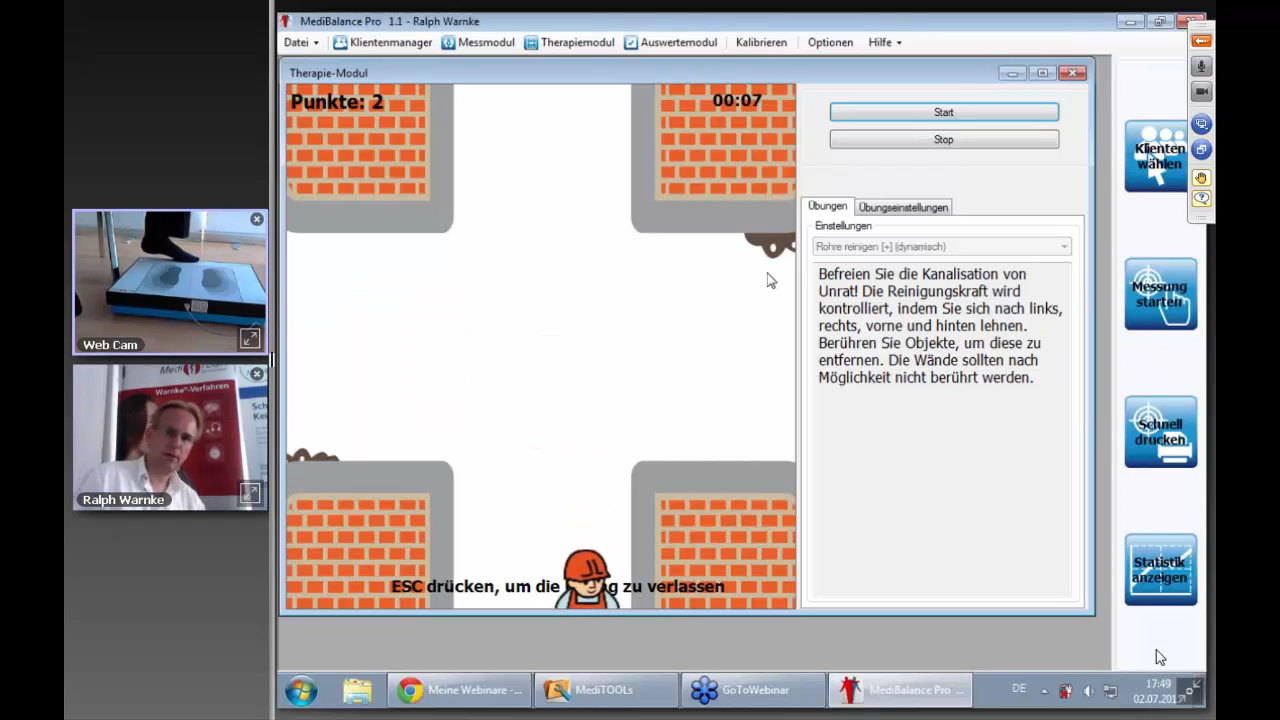 MediBalance Pro 1.1 - Ralph Warnke
Datei Klientenmanager Messmodul Therapiemodul Auswertemodul Kalibrieren Optionen Hilfe
Therapie-Modul
Punkte: 2
00:07
Start
Stop
Übungen Übungseinstellungen
Einstellungen
Rohre reinigen [+] (dynamisch)
Befreien Sie die Kanalisation von
Unrat! Die Reinigungskraft wird
kontrolliert, indem Sie sich nach links,
rechts, vorne und hinten lehnen.
Berühren Sie Objekte, um diese zu
entfernen. Die Wände sollten nach
Möglichkeit nicht berührt werden.
ESC drücken, um die g zu verlassen
Klienten
wählen
Messung
starten
Schnell
drucken
Statistik
anzeigen
Web Cam
Warnke®-Verfahren
Ralph Warnke
Meine Webinare - ...
MediTOOLs
GoToWebinar
MediBalance Pro ...
DE
17:49